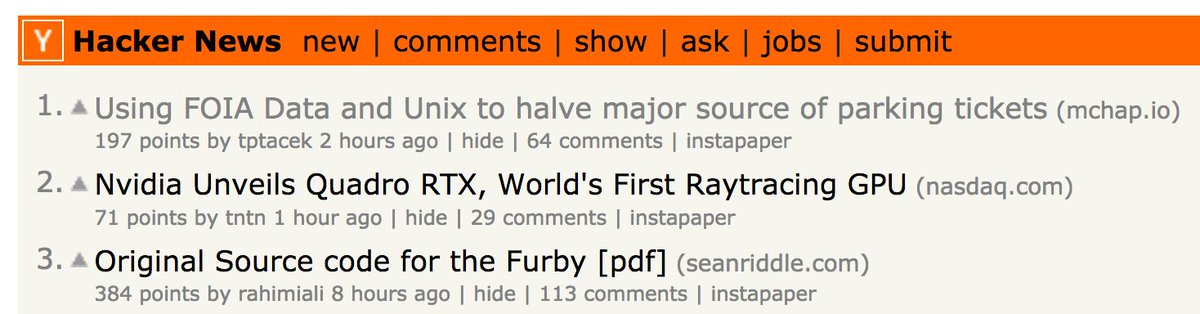 Y Hacker News new | comments | show | ask | jobs | submit
1. Using FOIA Data and Unix to halve major source of parking tickets (mchap.io)
197 points by tptacek 2 hours ago | hide | 64 comments | instapaper
2. Nvidia Unveils Quadro RTX, World's First Raytracing GPU (nasdaq.com)
71 points by tntn 1 hour ago | hide | 29 comments | instapaper
3. Original Source code for the Furby [pdf] (seanriddle.com)
384 points by rahimiali 8 hours ago | hide | 113 comments | instapaper